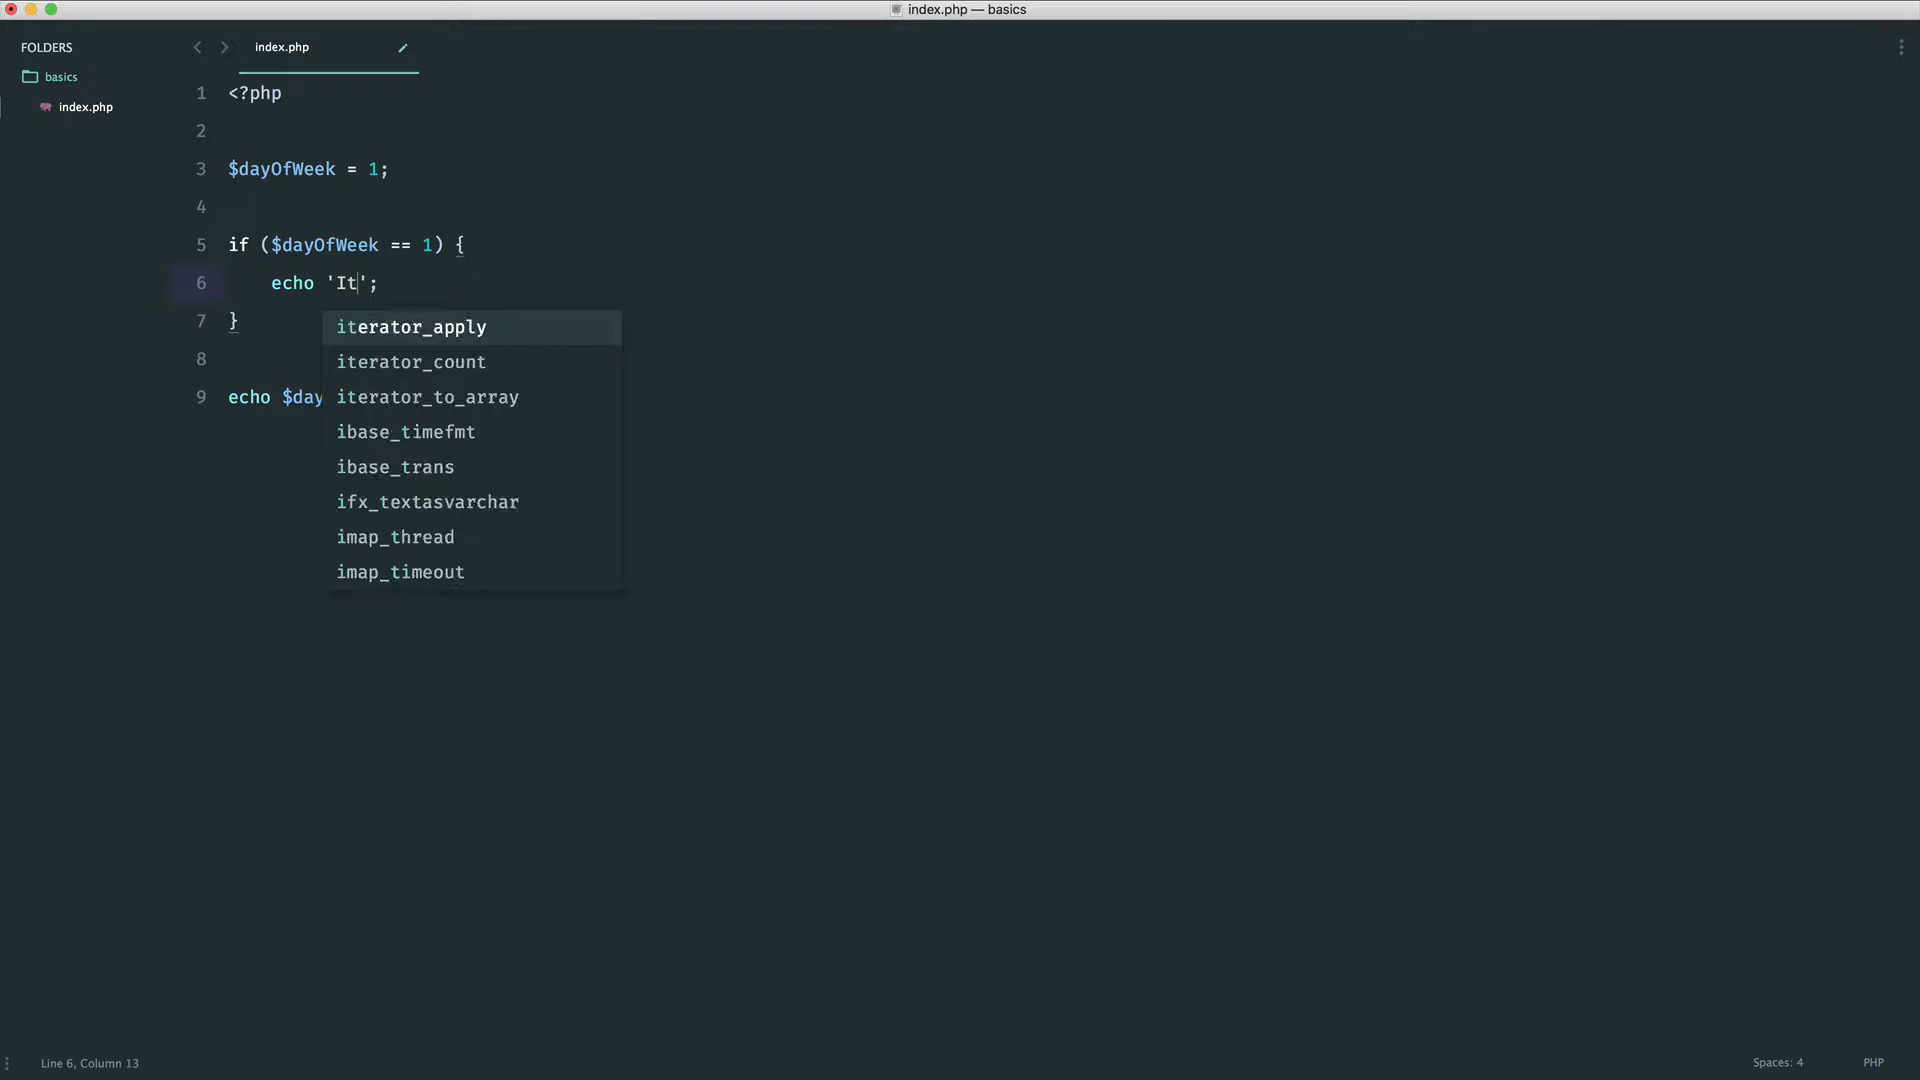 index.php — basics
FOLDERS
basics
index.php
index.php
1 <?php
2
3 $dayOfWeek = 1;
4
5 if ($dayOfWeek == 1) {
6 echo 'It';
7 }
8
9 echo $day
iterator_apply
iterator_count
iterator_to_array
ibase_timefmt
ibase_trans
ifx_textasvarchar
imap_thread
imap_timeout
Line 6, Column 13
Spaces: 4
PHP